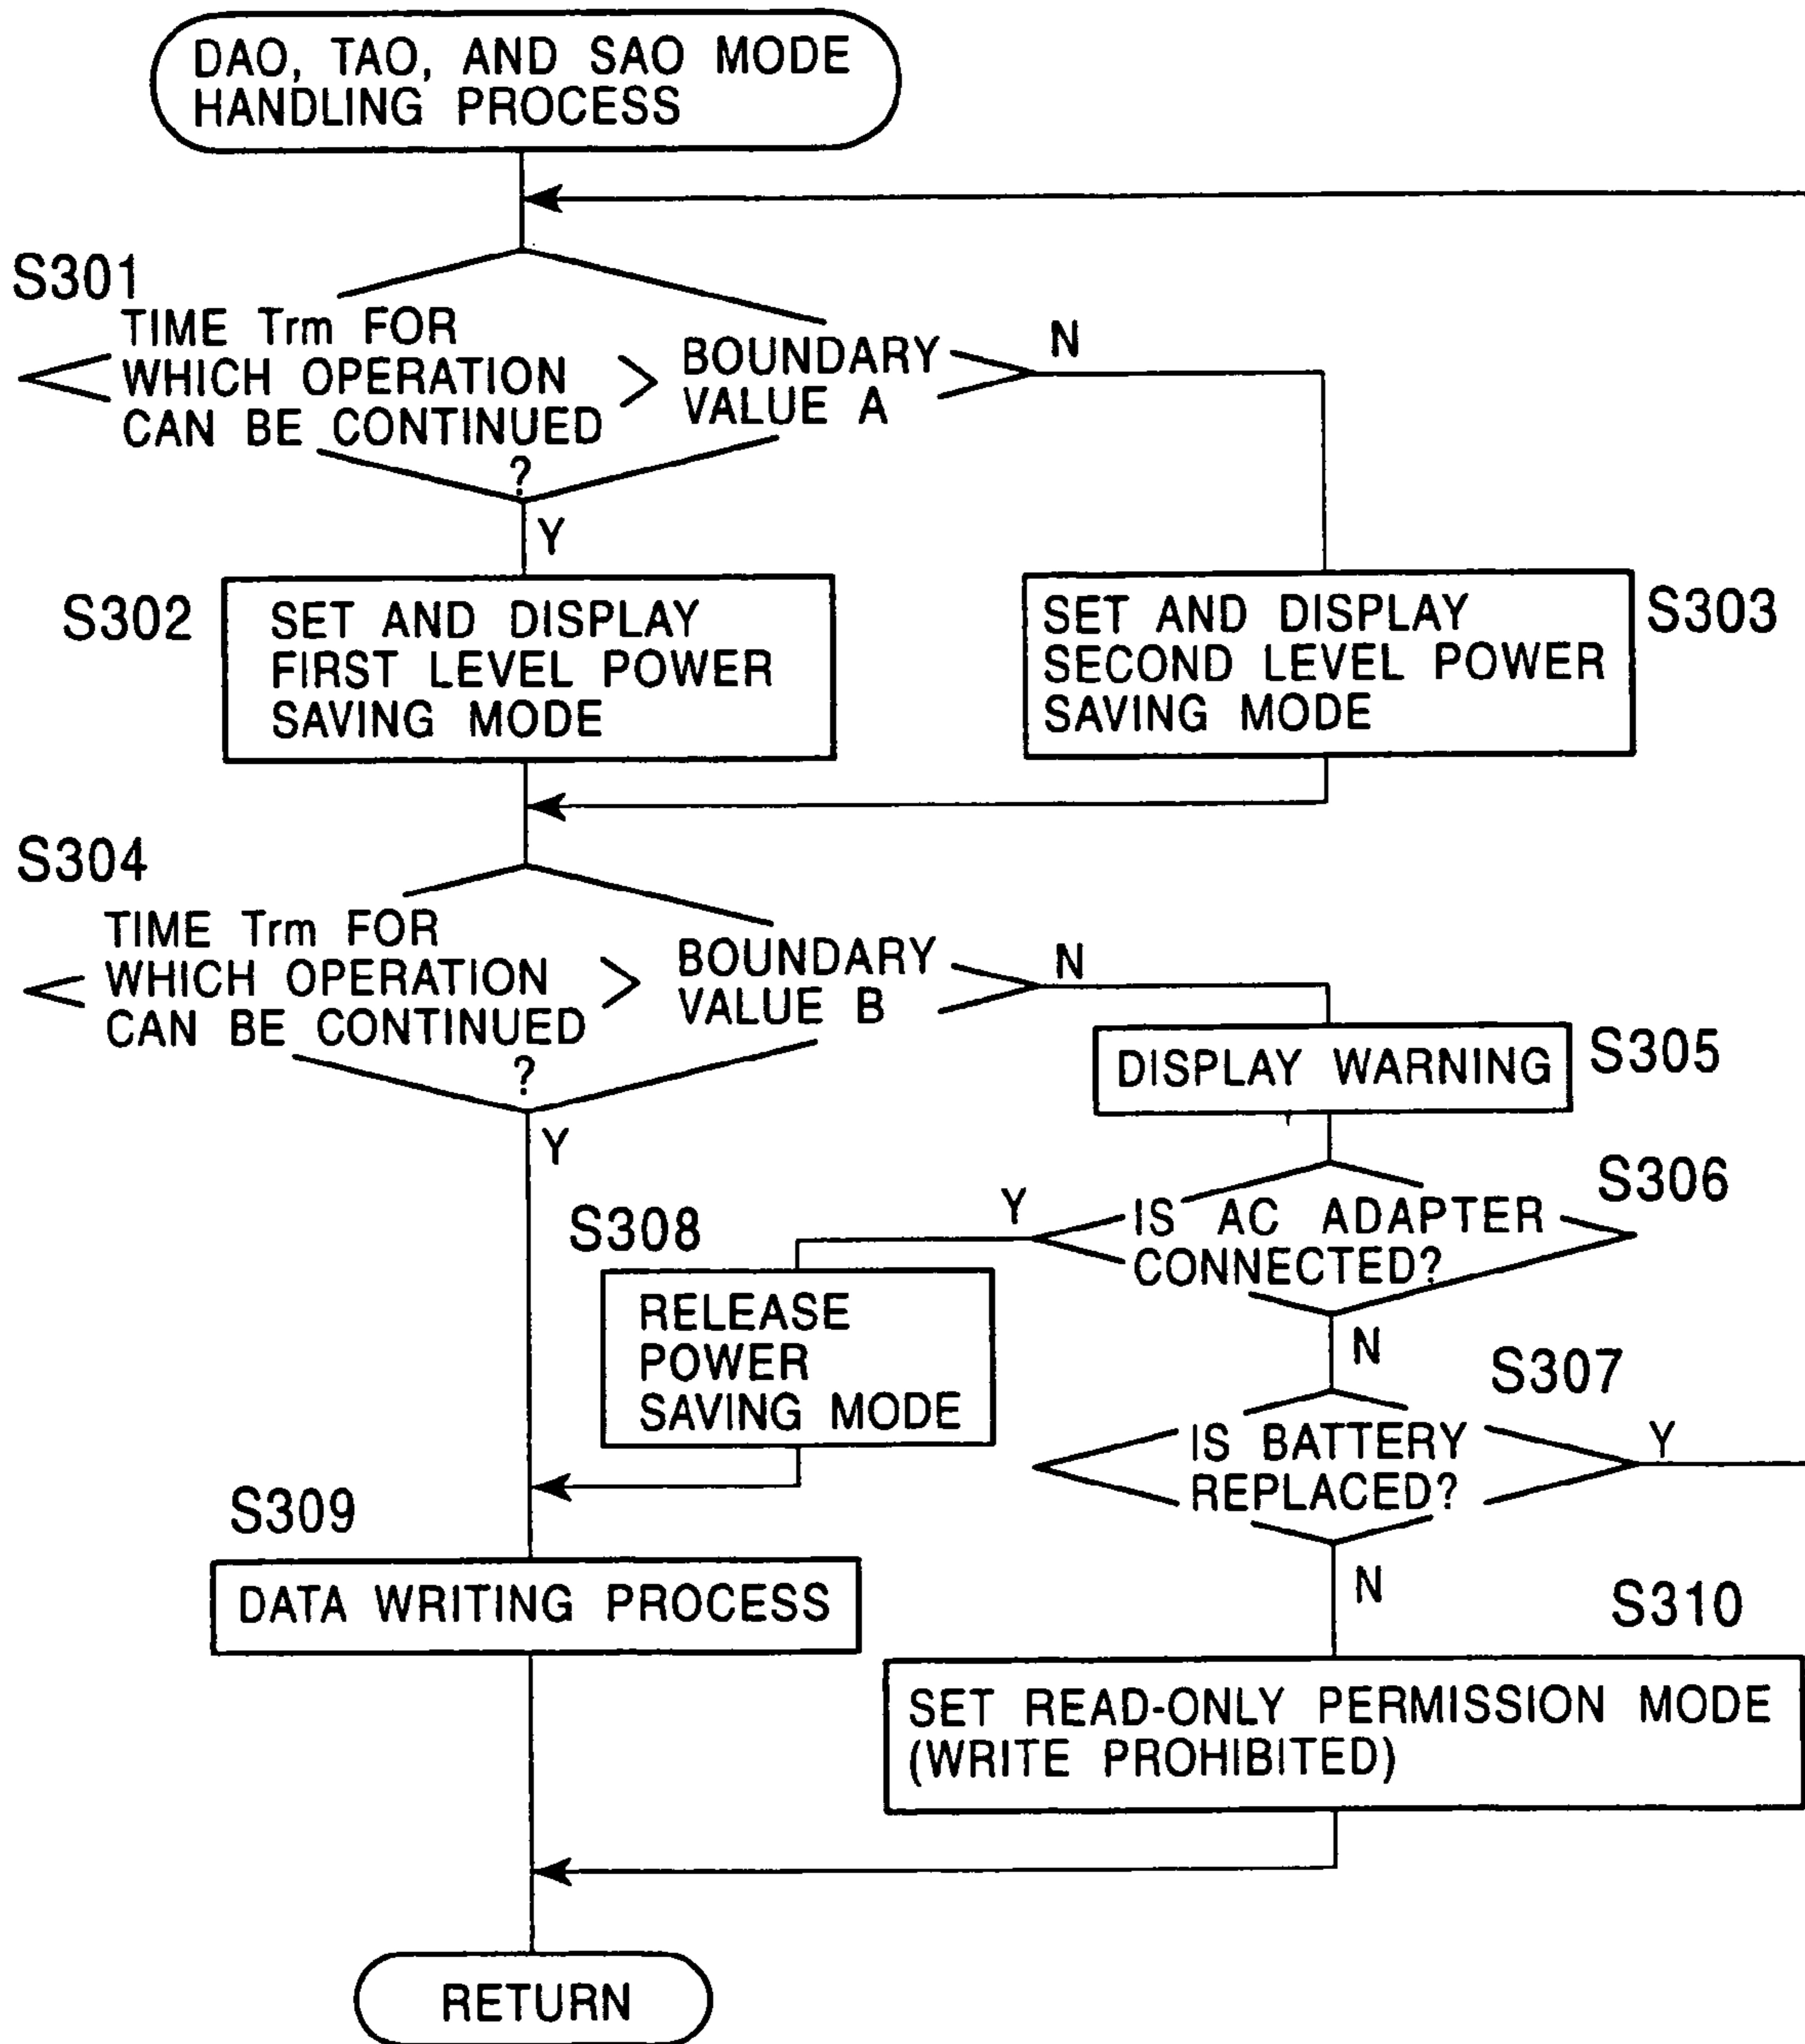 DAO, TAO, AND SAO MODE
HANDLING PROCESS
S301
TIME Trm FOR
WHICH OPERATION
CAN BE CONTINUED
?
>
BOUNDARY
VALUE A
N
Y
S302
SET AND DISPLAY
FIRST LEVEL POWER
SAVING MODE
SET AND DISPLAY
SECOND LEVEL POWER
SAVING MODE
S303
S304
TIME Trm FOR
WHICH OPERATION
CAN BE CONTINUED
?
>
BOUNDARY
VALUE B
N
Y
DISPLAY WARNING
S305
S306
IS AC ADAPTER
CONNECTED?
Y
N
S308
RELEASE
POWER
SAVING MODE
S307
IS BATTERY
REPLACED?
Y
N
S309
DATA WRITING PROCESS
S310
SET READ-ONLY PERMISSION MODE
(WRITE PROHIBITED)
RETURN